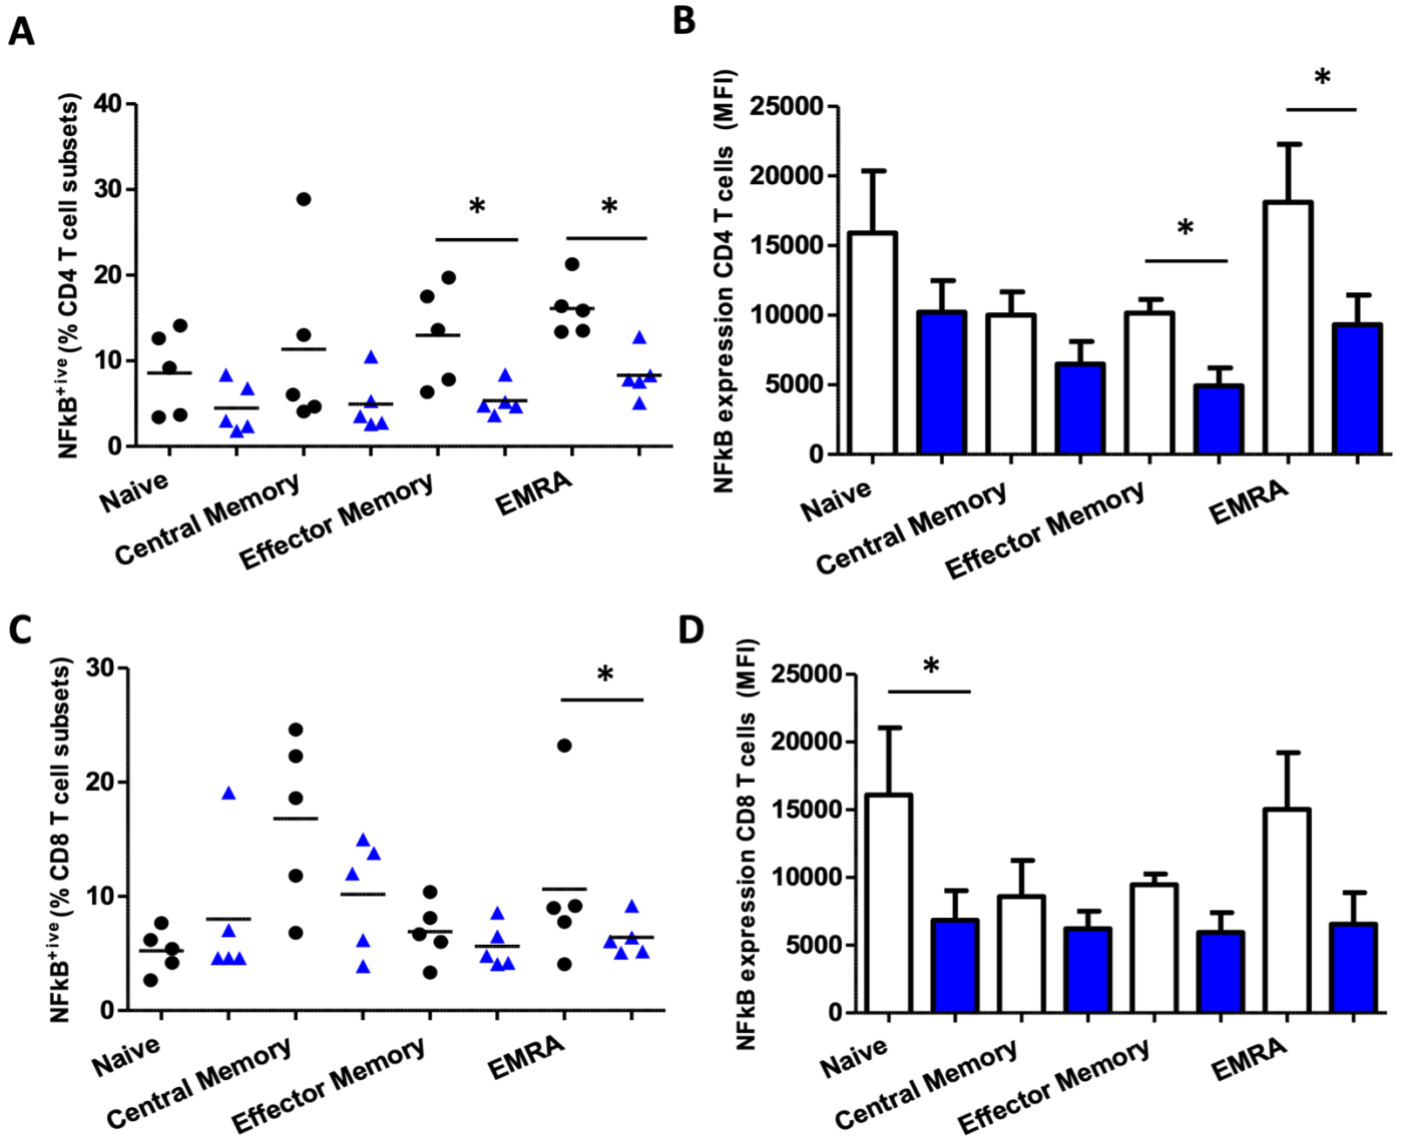 A
NFkB+ive (% CD4 T cell subsets)
40
30
20
10
0
*
*
Naive
Central Memory
Effector Memory
EMRA
B
NFkB expression CD4 T cells (MFI)
25000
20000
15000
10000
5000
0
*
*
Naive
Central Memory
Effector Memory
EMRA
C
NFkB+ive (% CD8 T cell subsets)
30
20
10
0
*
Naive
Central Memory
Effector Memory
EMRA
D
NFkB expression CD8 T cells (MFI)
25000
20000
15000
10000
5000
0
*
Naive
Central Memory
Effector Memory
EMRA